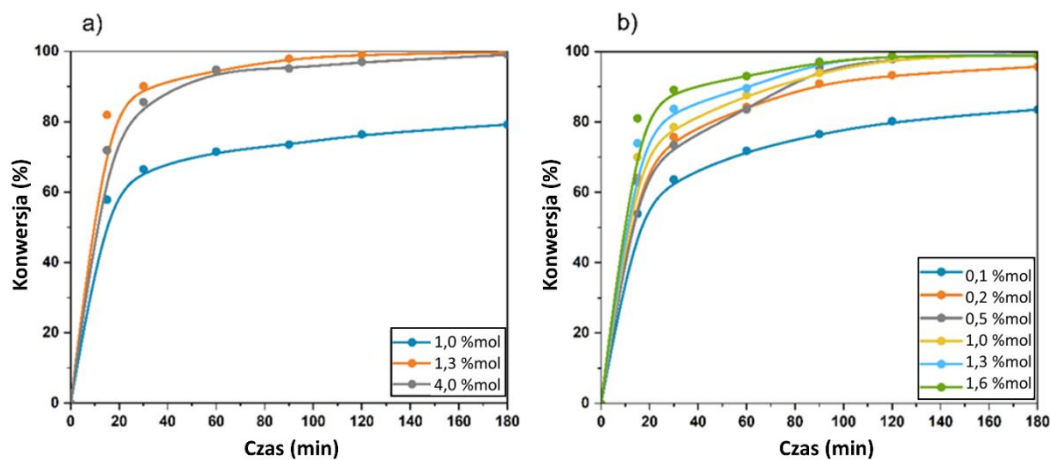 a)
Konwersja (%)
100
80
60
40
20
0
0 20 40 60 80 100 120 140 160 180
Czas (min)
1,0 %mol
1,3 %mol
4,0 %mol
b)
Konwersja (%)
100
80
60
40
20
0
0 20 40 60 80 100 120 140 160 180
Czas (min)
0,1 %mol
0,2 %mol
0,5 %mol
1,0 %mol
1,3 %mol
1,6 %mol